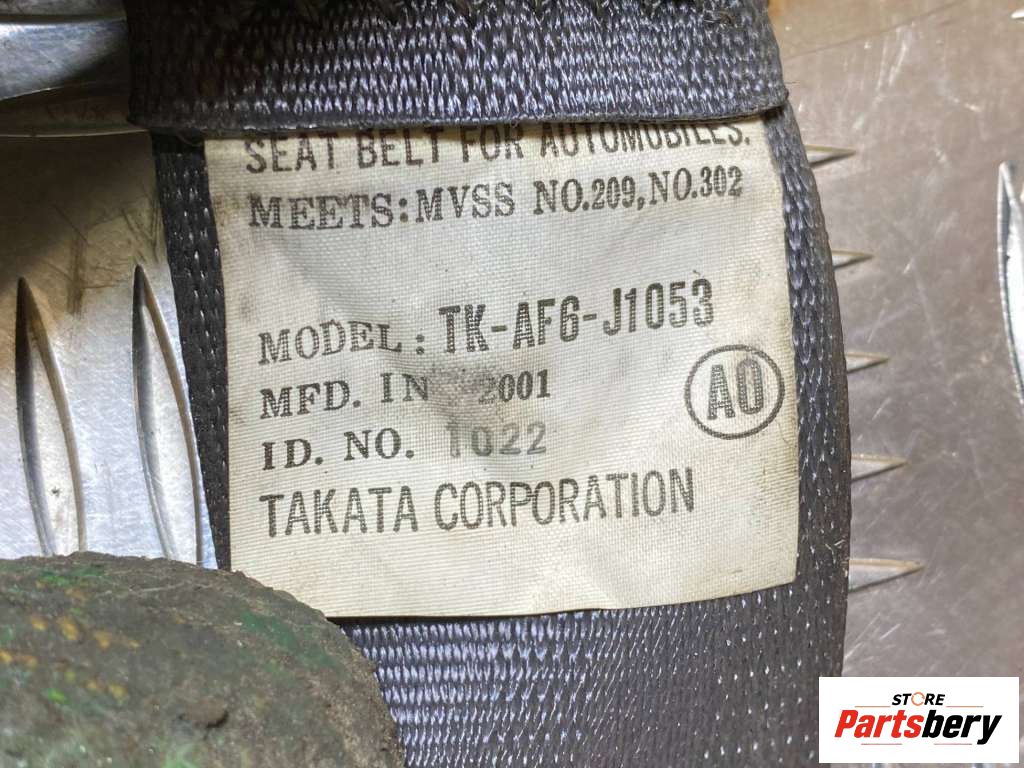 SEAT BELT FOR AUTOMOBILES.
MEETS: MVSS NO.209, NO.302
MODEL: TK-AF6-J1053
MFD. IN 2001
AO
ID. NO. 1022
TAKATA CORPORATION
STORE
Partsbery